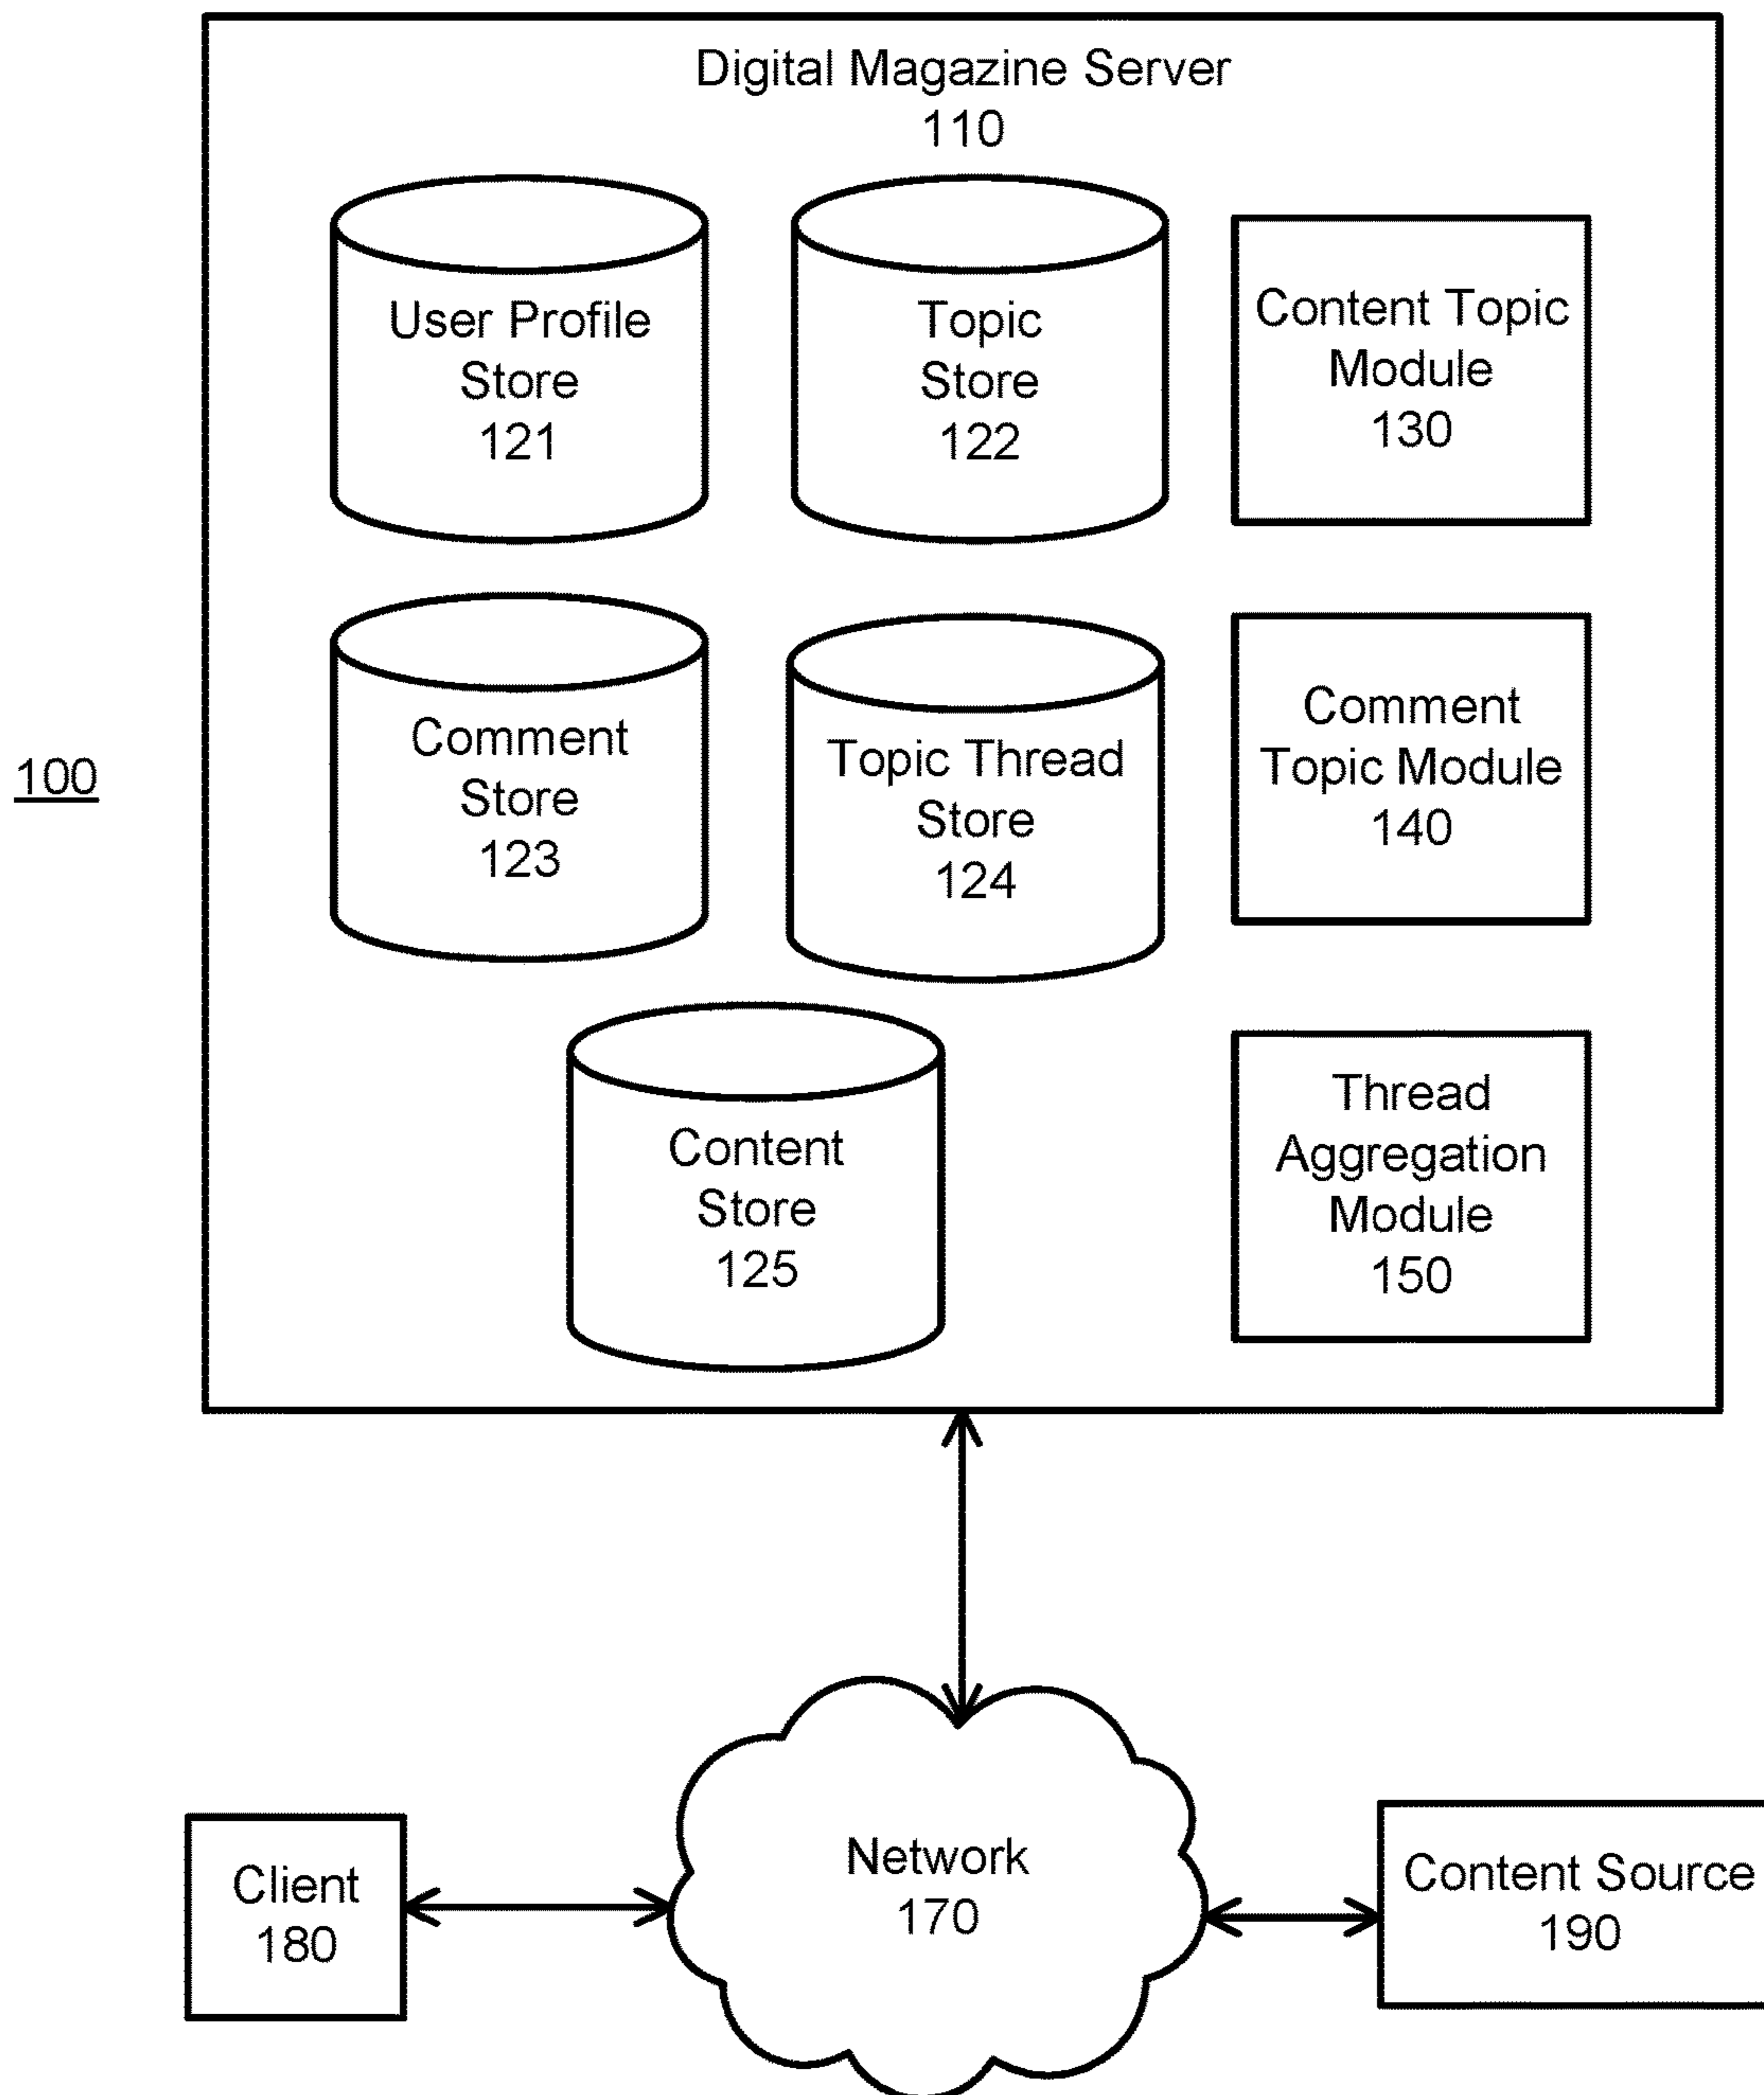 Digital Magazine Server
110
User Profile
Store
121
Topic
Store
122
Content Topic
Module
130
100
Comment
Store
123
Topic Thread
Store
124
Comment
Topic Module
140
Content
Store
125
Thread
Aggregation
Module
150
Client
180
Network
170
Content Source
190